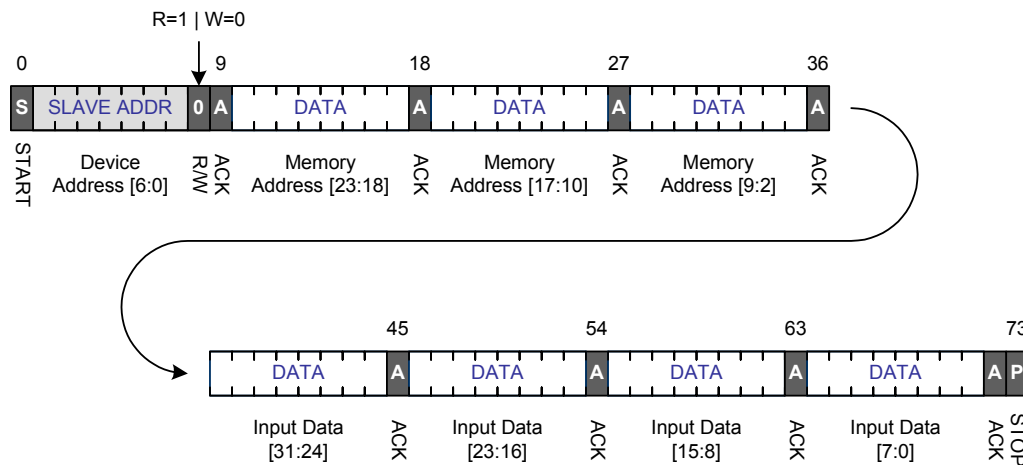 R=1 | W=0
0 9 18 27 36
S SLAVE ADDR 0 A DATA A DATA A DATA A
START Device Address [6:0] R/W ACK Memory Address [23:18] ACK Memory Address [17:10] ACK Memory Address [9:2] ACK
45 54 63 73
DATA A DATA A DATA A DATA A P
Input Data [31:24] ACK Input Data [23:16] ACK Input Data [15:8] ACK Input Data [7:0] ACK STOP